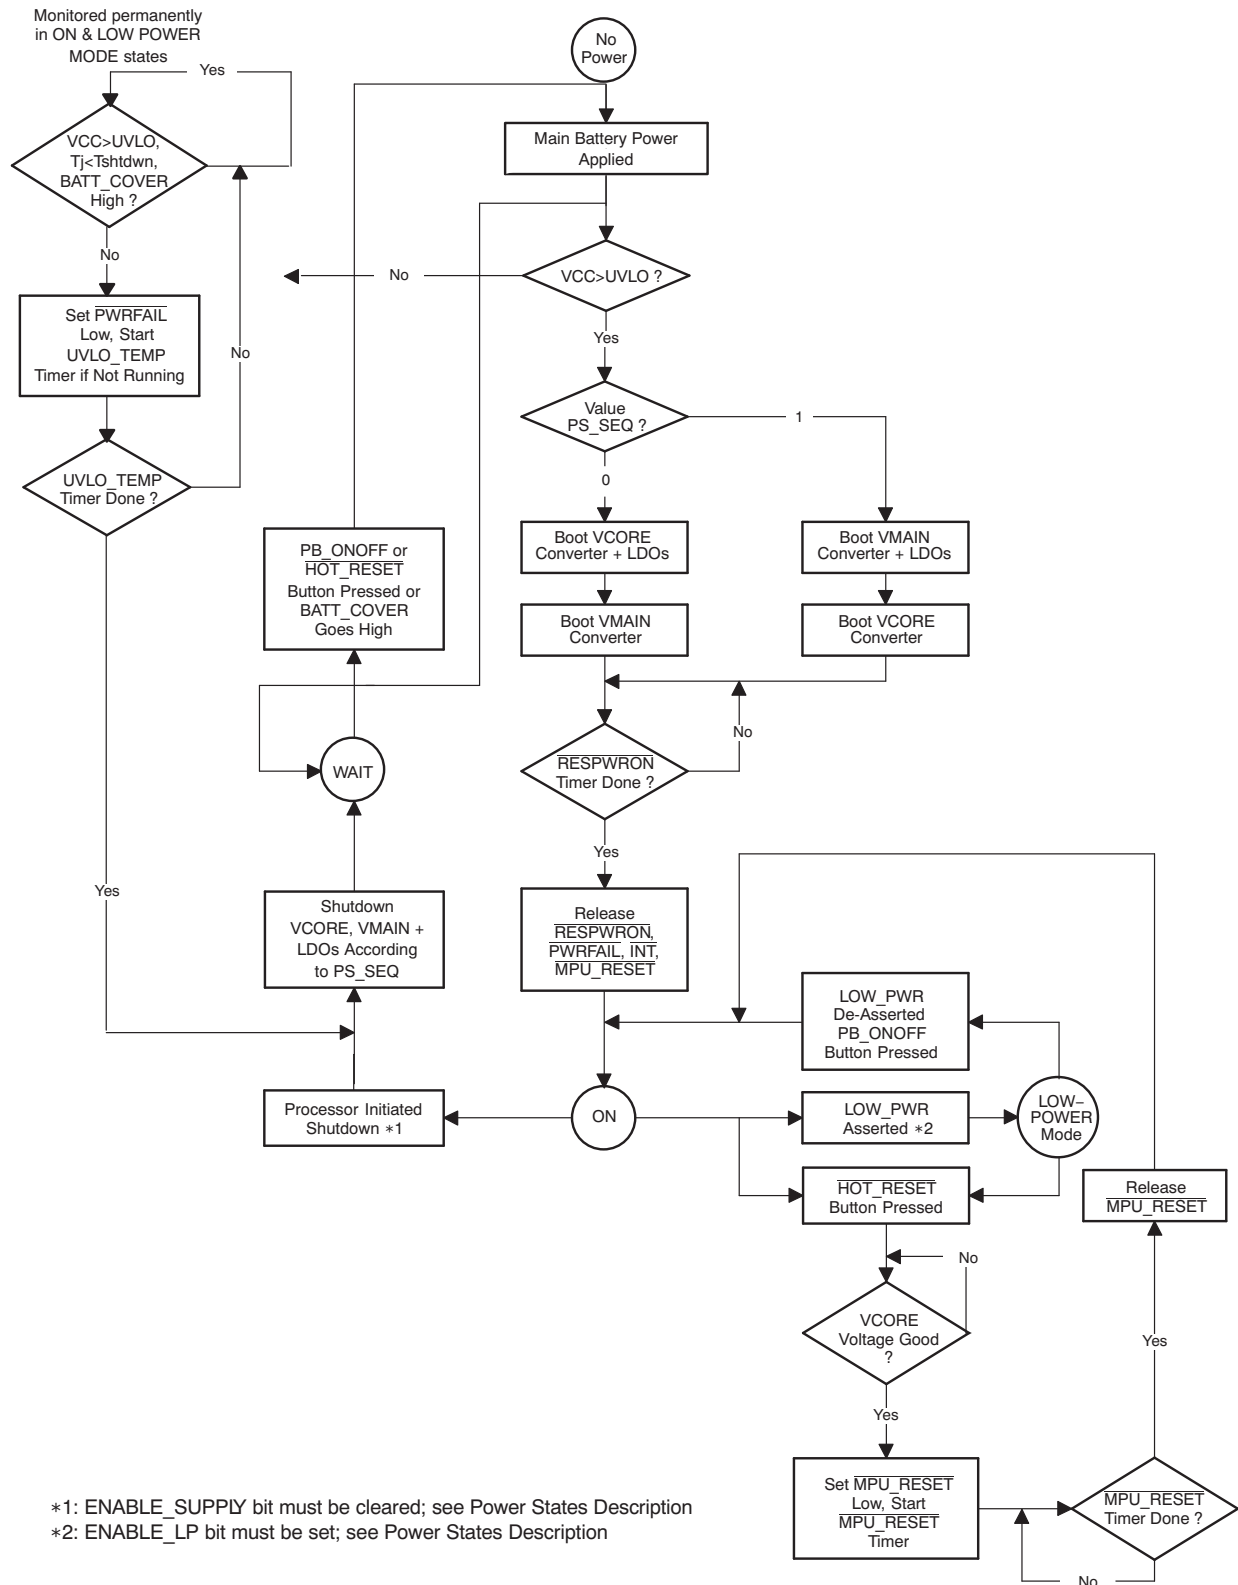 Monitored permanently
in ON & LOW POWER
MODE states
Yes
VCC>UVLO,
Tj<Tshtdwn,
BATT_COVER
High ?
No
Set PWRFAIL
Low, Start
UVLO_TEMP
Timer if Not Running
No
UVLO_TEMP
Timer Done ?
Yes
No
Power
Main Battery Power
Applied
VCC>UVLO ?
No
Yes
Value
PS_SEQ ?
1
0
Boot VCORE
Converter + LDOs
Boot VMAIN
Converter + LDOs
Boot VMAIN
Converter
Boot VCORE
Converter
PB_ONOFF or
HOT_RESET
Button Pressed or
BATT_COVER
Goes High
WAIT
RESPWRON
Timer Done ?
No
Yes
Shutdown
VCORE, VMAIN +
LDOs According
to PS_SEQ
Release
RESPWRON,
PWRFAIL, INT,
MPU_RESET
LOW_PWR
De-Asserted
PB_ONOFF
Button Pressed
Processor Initiated
Shutdown *1
ON
LOW_PWR
Asserted *2
LOW–
POWER
Mode
HOT_RESET
Button Pressed
Release
MPU_RESET
No
VCORE
Voltage Good
?
Yes
Yes
Set MPU_RESET
Low, Start
MPU_RESET
Timer
MPU_RESET
Timer Done ?
No
*1: ENABLE_SUPPLY bit must be cleared; see Power States Description
*2: ENABLE_LP bit must be set; see Power States Description